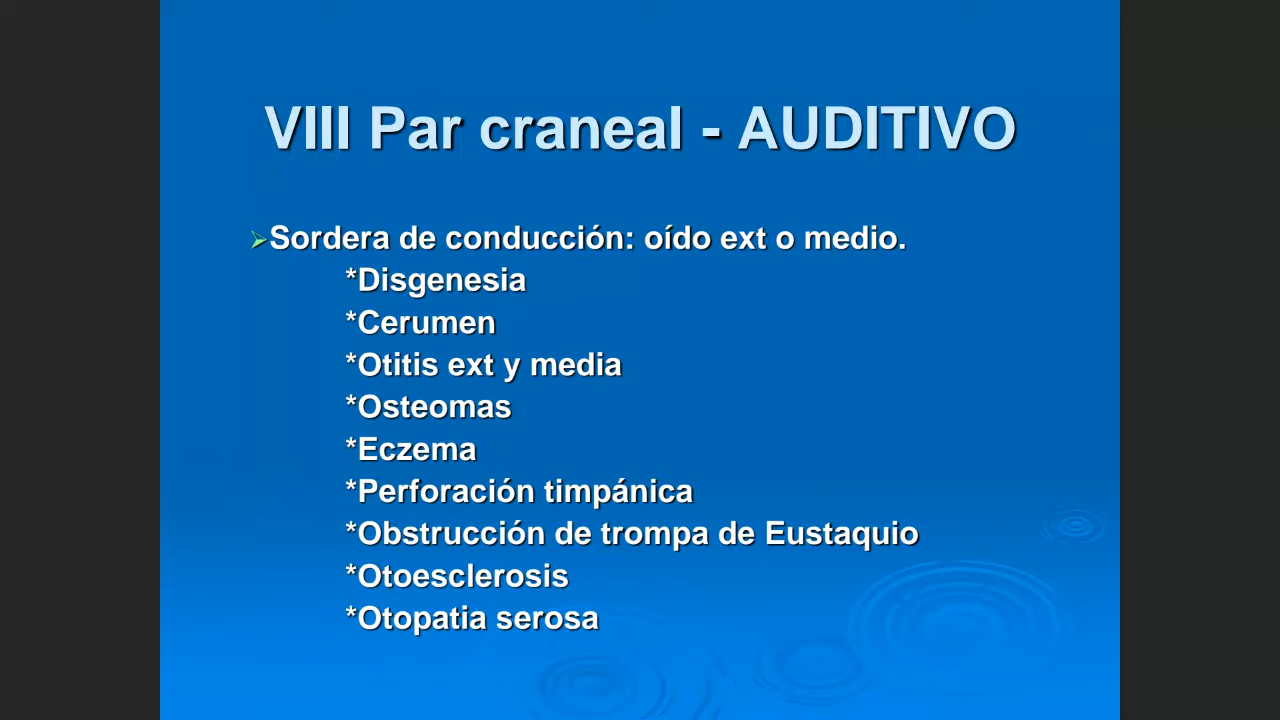 VIII Par craneal - AUDITIVO
Sordera de conducción: oído ext o medio.
*Disgenesia
*Cerumen
*Otitis ext y media
*Osteomas
*Eczema
*Perforación timpánica
*Obstrucción de trompa de Eustaquio
*Otoesclerosis
*Otopatia serosa